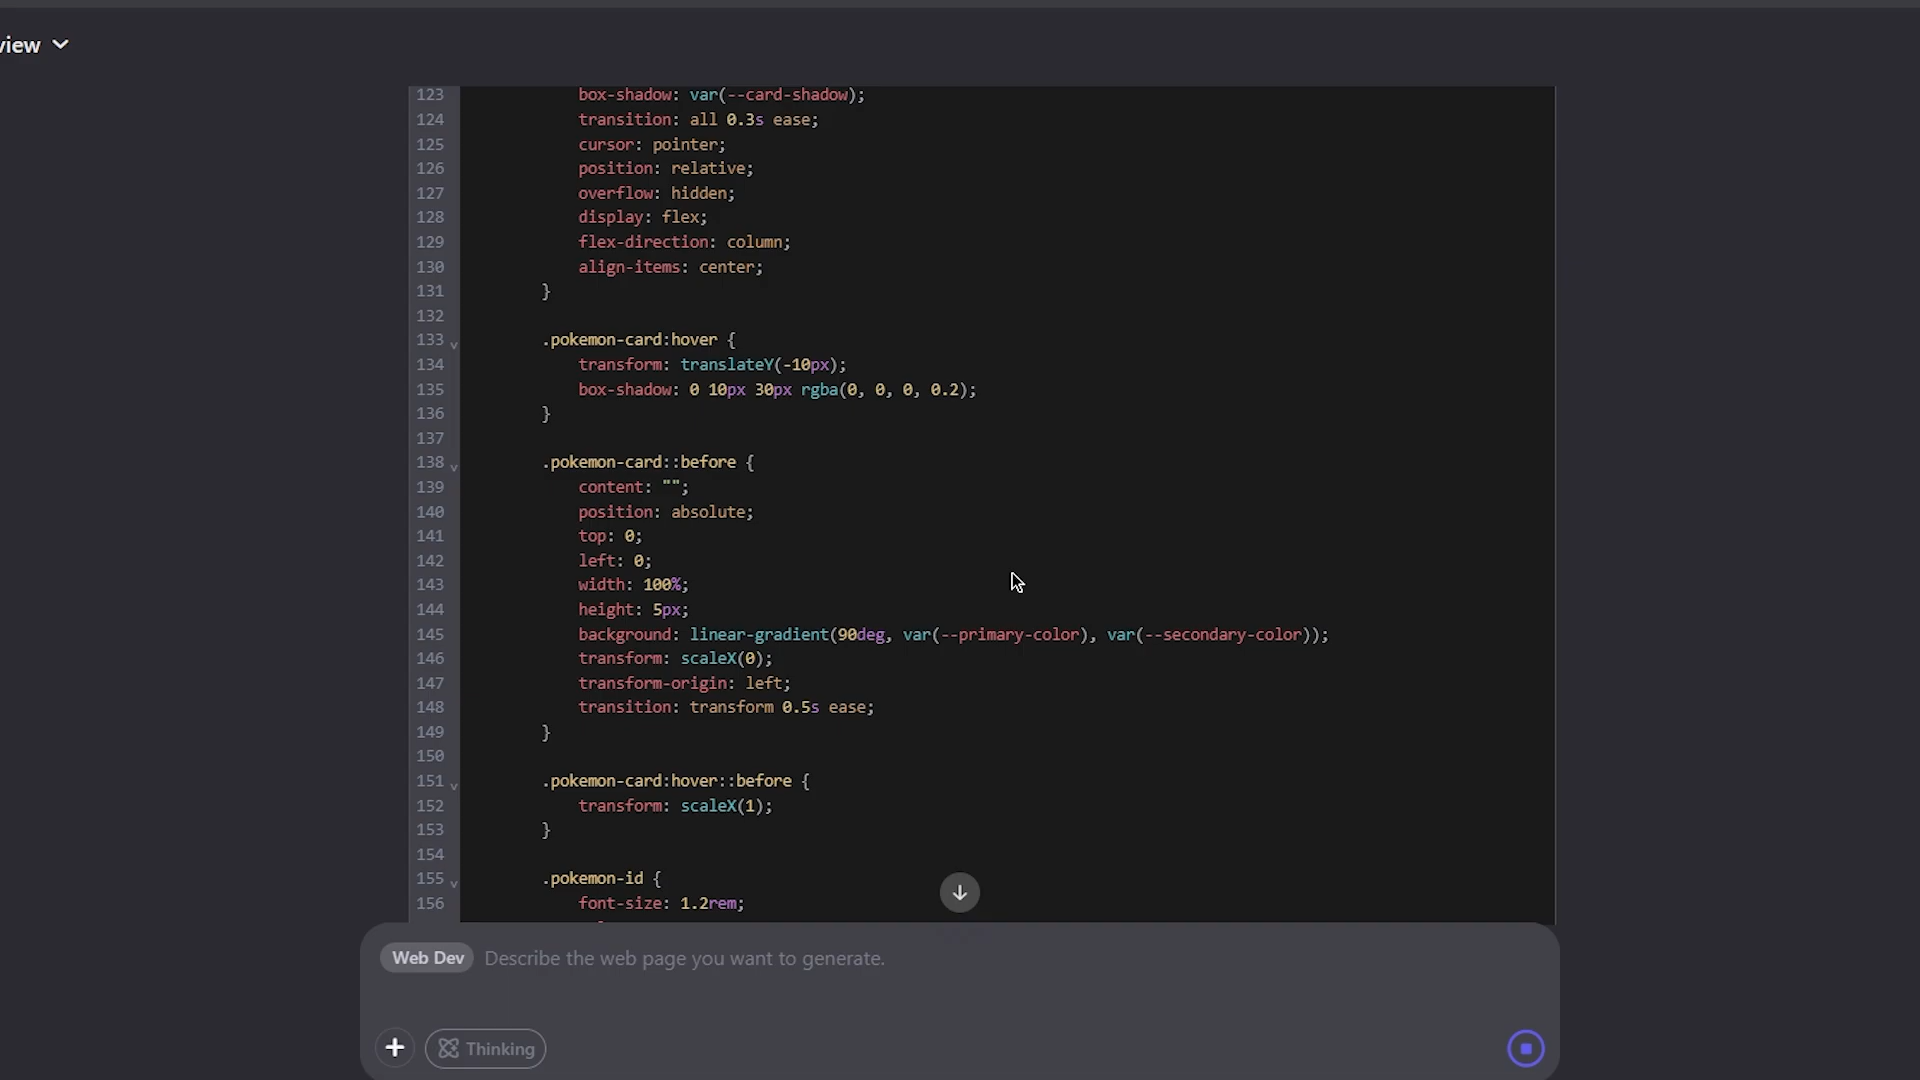 view
123 box-shadow: var(--card-shadow);
124 transition: all 0.3s ease;
125 cursor: pointer;
126 position: relative;
127 overflow: hidden;
128 display: flex;
129 flex-direction: column;
130 align-items: center;
131 }
132
133 .pokemon-card:hover {
134 transform: translateY(-10px);
135 box-shadow: 0 10px 30px rgba(0, 0, 0, 0.2);
136 }
137
138 .pokemon-card::before {
139 content: "";
140 position: absolute;
141 top: 0;
142 left: 0;
143 width: 100%;
144 height: 5px;
145 background: linear-gradient(90deg, var(--primary-color), var(--secondary-color));
146 transform: scaleX(0);
147 transform-origin: left;
148 transition: transform 0.5s ease;
149 }
150
151 .pokemon-card:hover::before {
152 transform: scaleX(1);
153 }
154
155 .pokemon-id {
156 font-size: 1.2rem;
Web Dev Describe the web page you want to generate.
Thinking